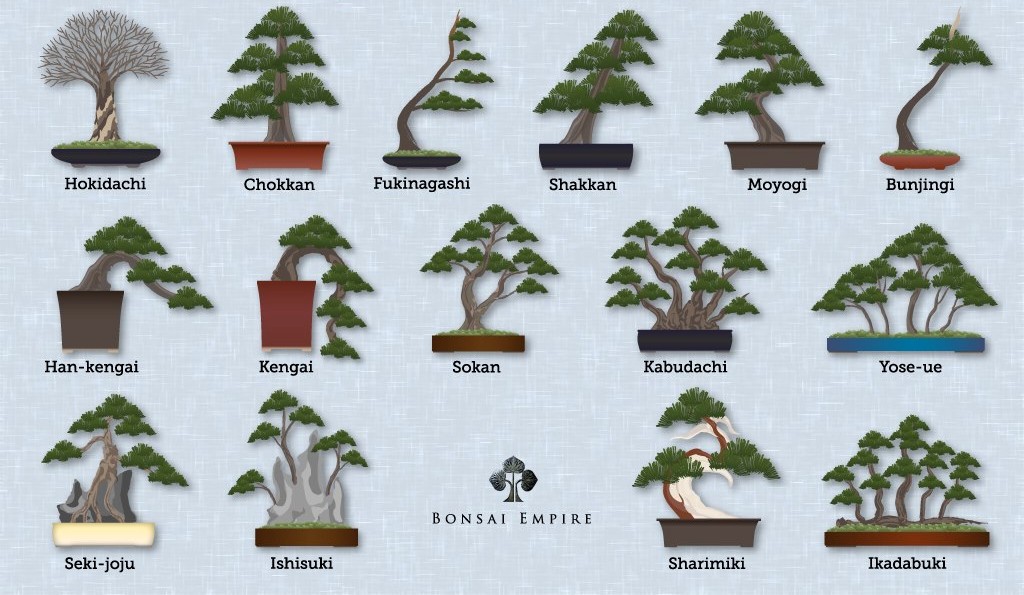 Hokidachi
Chokkan
Fukinagashi
Shakkan
Moyogi
Bunjingi
Han-kengai
Kengai
Sokan
Kabudachi
Yose-ue
Seki-joju
Ishisuki
Bonsai Empire
Sharimiki
Ikadabuki